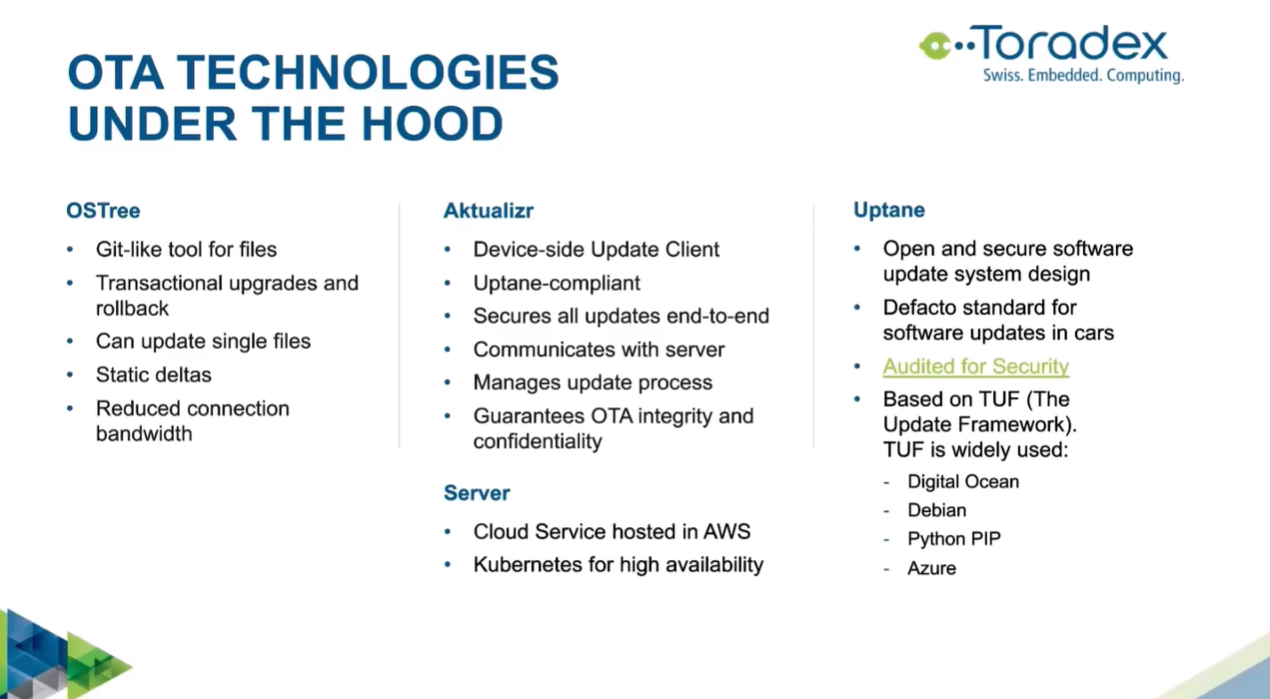 Toradex
Swiss. Embedded. Computing.
OTA TECHNOLOGIES
UNDER THE HOOD
OSTree
• Git-like tool for files
• Transactional upgrades and
rollback
• Can update single files
• Static deltas
• Reduced connection
bandwidth
Aktualizr
• Device-side Update Client
• Uptane-compliant
• Secures all updates end-to-end
• Communicates with server
• Manages update process
• Guarantees OTA integrity and
confidentiality
Server
• Cloud Service hosted in AWS
• Kubernetes for high availability
Uptane
• Open and secure software
update system design
• Defacto standard for
software updates in cars
• Audited for Security
• Based on TUF (The
Update Framework).
TUF is widely used:
- Digital Ocean
- Debian
- Python PIP
- Azure